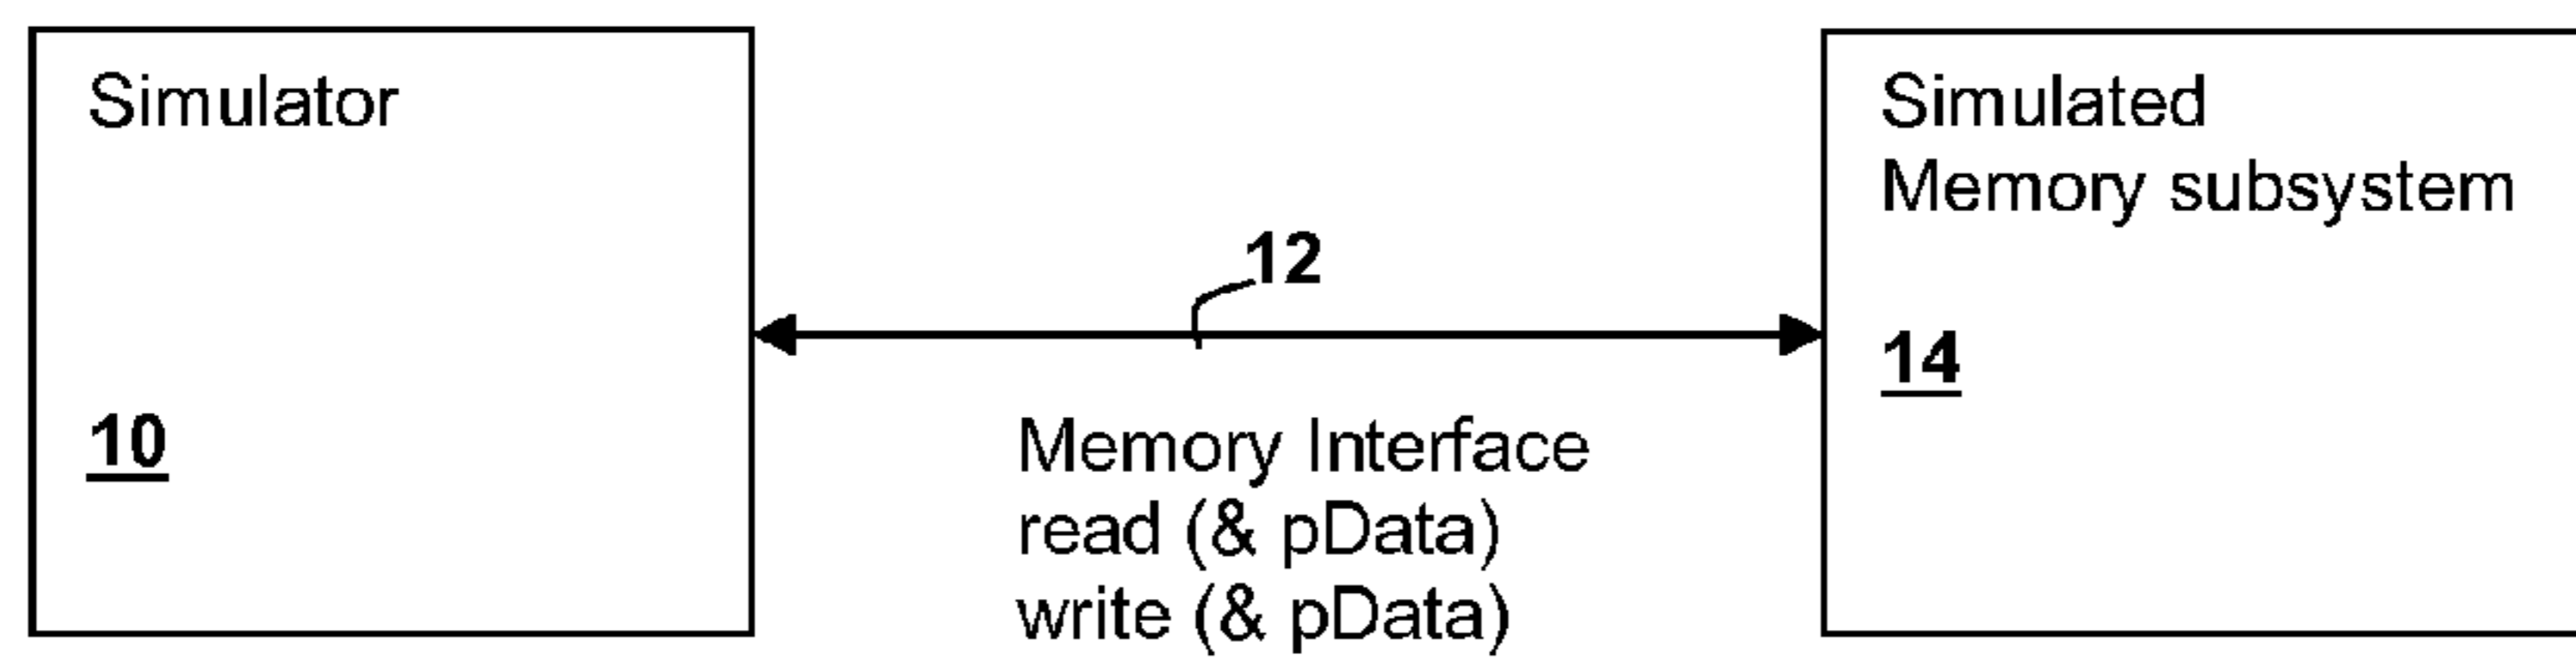 Simulator
10
12
Memory Interface
read (& pData)
write (& pData)
Simulated
Memory subsystem
14